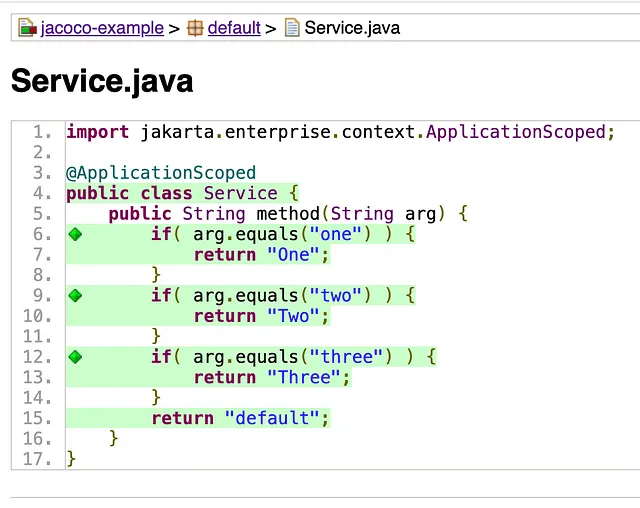 jacoco-example > default > Service.java
Service.java
1. import jakarta.enterprise.context.ApplicationScoped;
2.
3. @ApplicationScoped
4. public class Service {
5.     public String method(String arg) {
6.         if( arg.equals("one") ) {
7.             return "One";
8.         }
9.         if( arg.equals("two") ) {
10.             return "Two";
11.         }
12.         if( arg.equals("three") ) {
13.             return "Three";
14.         }
15.         return "default";
16.     }
17. }